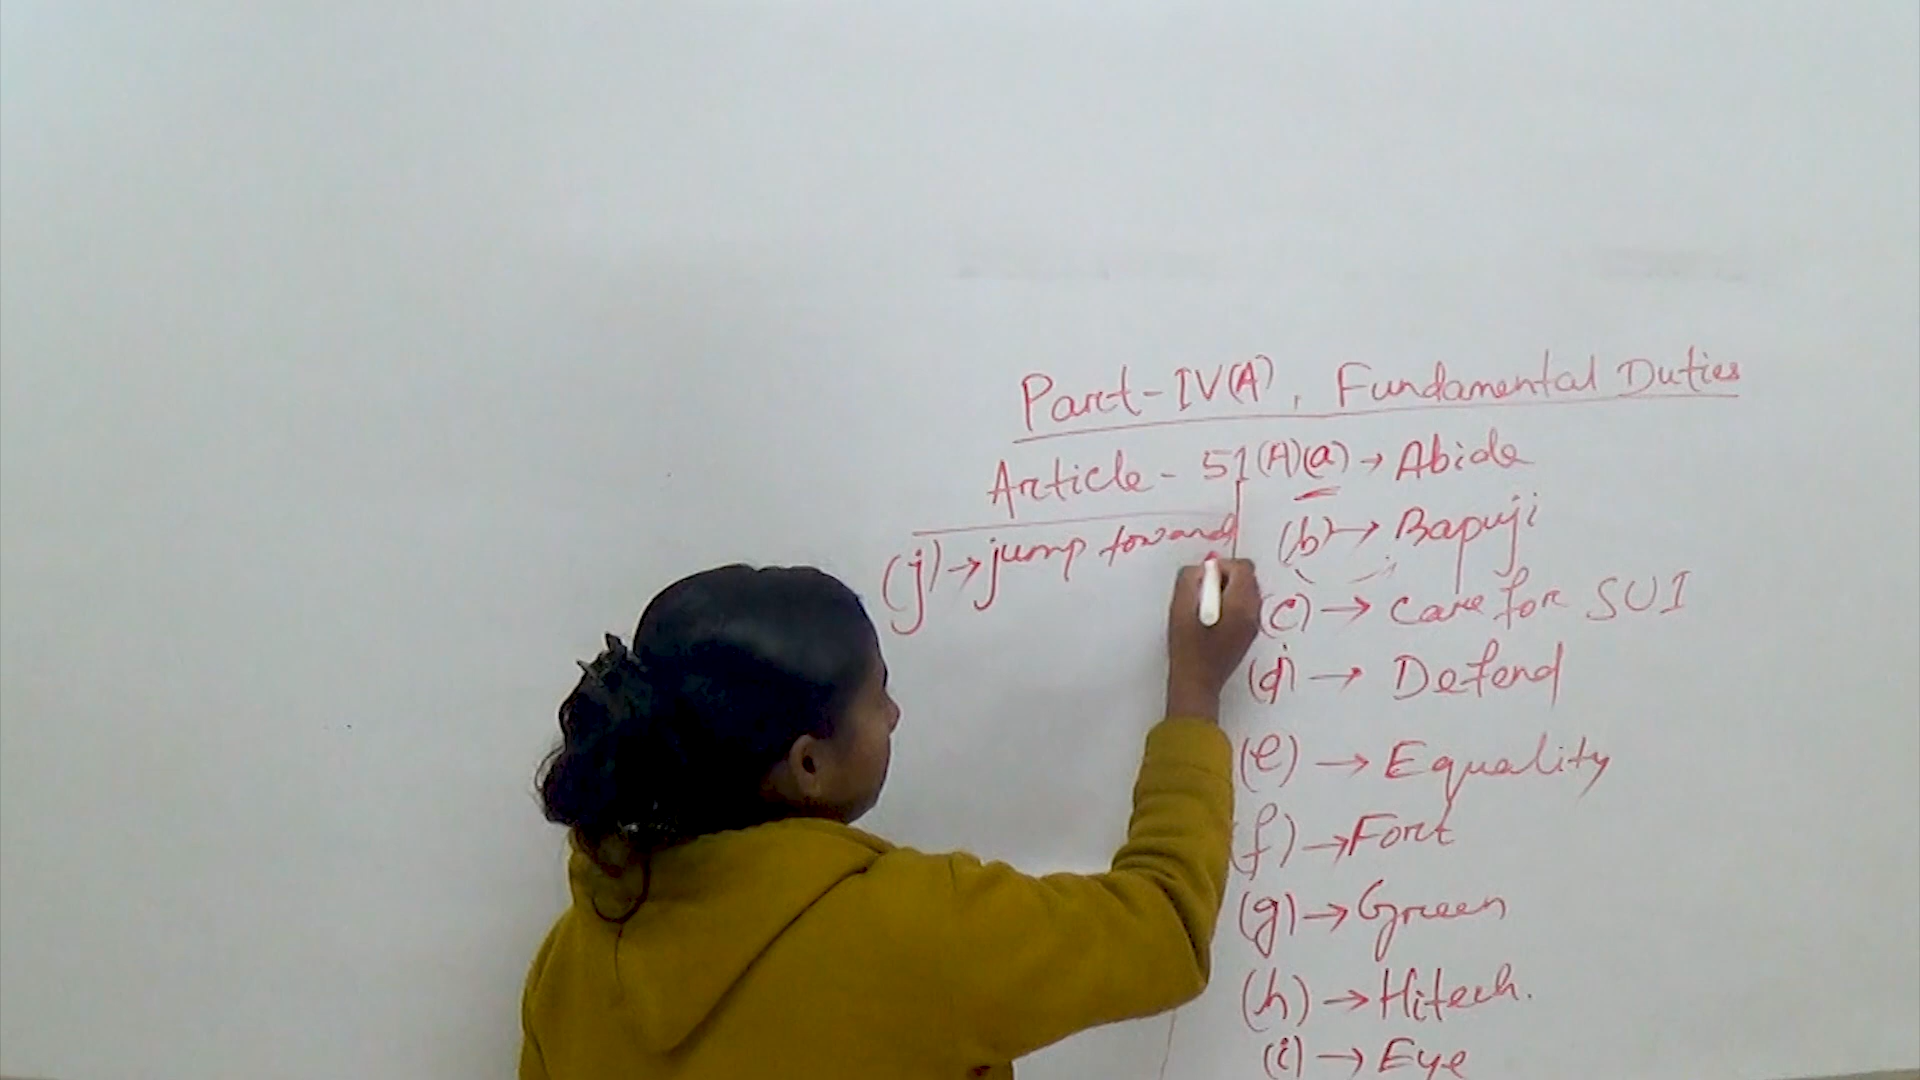 Part-IV(A), Fundamental Duties
Article - 51(A)(a) → Abide
(b) → Bapuji
(c) → Care for SUI
(d) → Defend
(e) → Equality
(f) → Fort
(g) → Green
(h) → Hitech.
(i) → Eye
(j) → jump toward